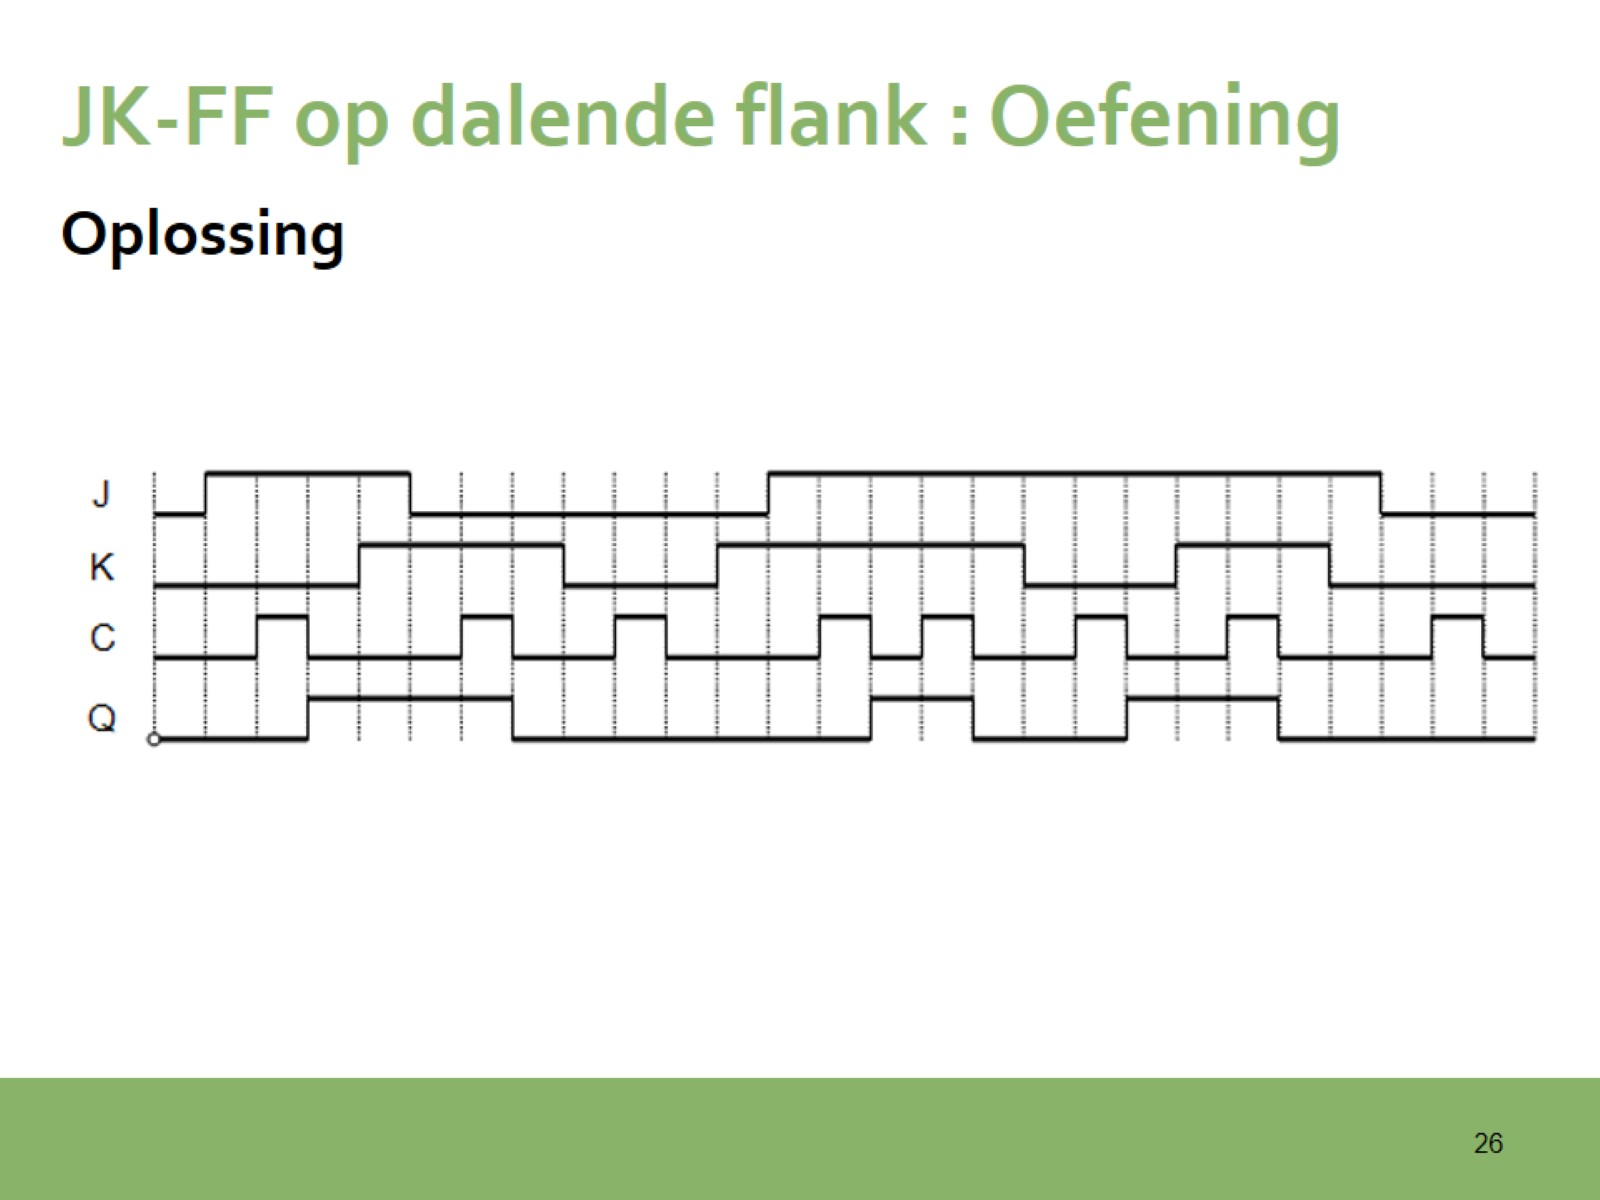 JK-FF op dalende flank : Oefening
Oplossing
J
K
C
Q
26